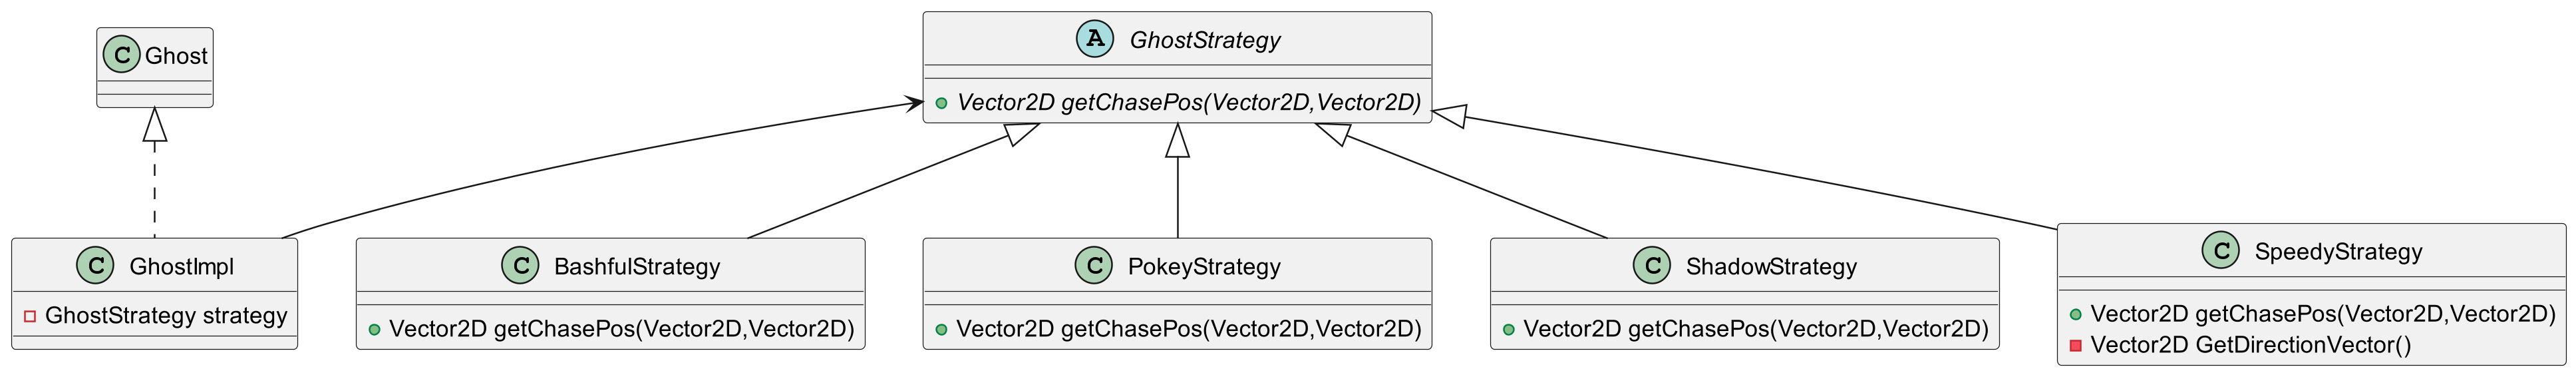 C Ghost
A GhostStrategy
Vector2D getChasePos(Vector2D,Vector2D)
C GhostImpl
GhostStrategy strategy
C BashfulStrategy
Vector2D getChasePos(Vector2D,Vector2D)
C PokeyStrategy
Vector2D getChasePos(Vector2D,Vector2D)
C ShadowStrategy
Vector2D getChasePos(Vector2D,Vector2D)
C SpeedyStrategy
Vector2D getChasePos(Vector2D,Vector2D)
Vector2D GetDirectionVector()